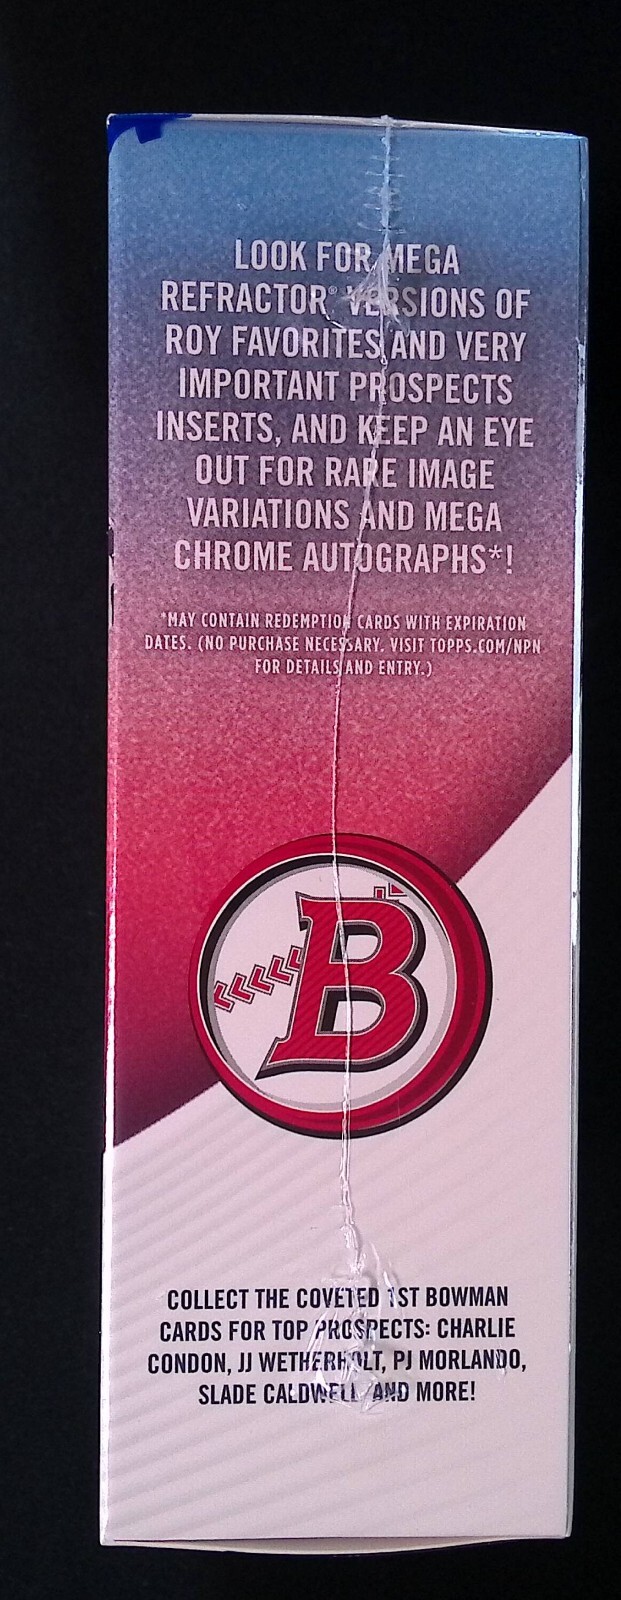 LOOK FOR MEGA
REFRACTOR® VERSIONS OF
ROY FAVORITES AND VERY
IMPORTANT PROSPECTS
INSERTS, AND KEEP AN EYE
OUT FOR RARE IMAGE
VARIATIONS AND MEGA
CHROME AUTOGRAPHS*!
*MAY CONTAIN REDEMPTION CARDS WITH EXPIRATION
DATES. (NO PURCHASE NECESSARY. VISIT TOPPS.COM/NPN
FOR DETAILS AND ENTRY.)
B
COLLECT THE COVETED 1ST BOWMAN
CARDS FOR TOP PROSPECTS: CHARLIE
CONDON, JJ WETHERHOLT, PJ MORLANDO,
SLADE CALDWELL AND MORE!